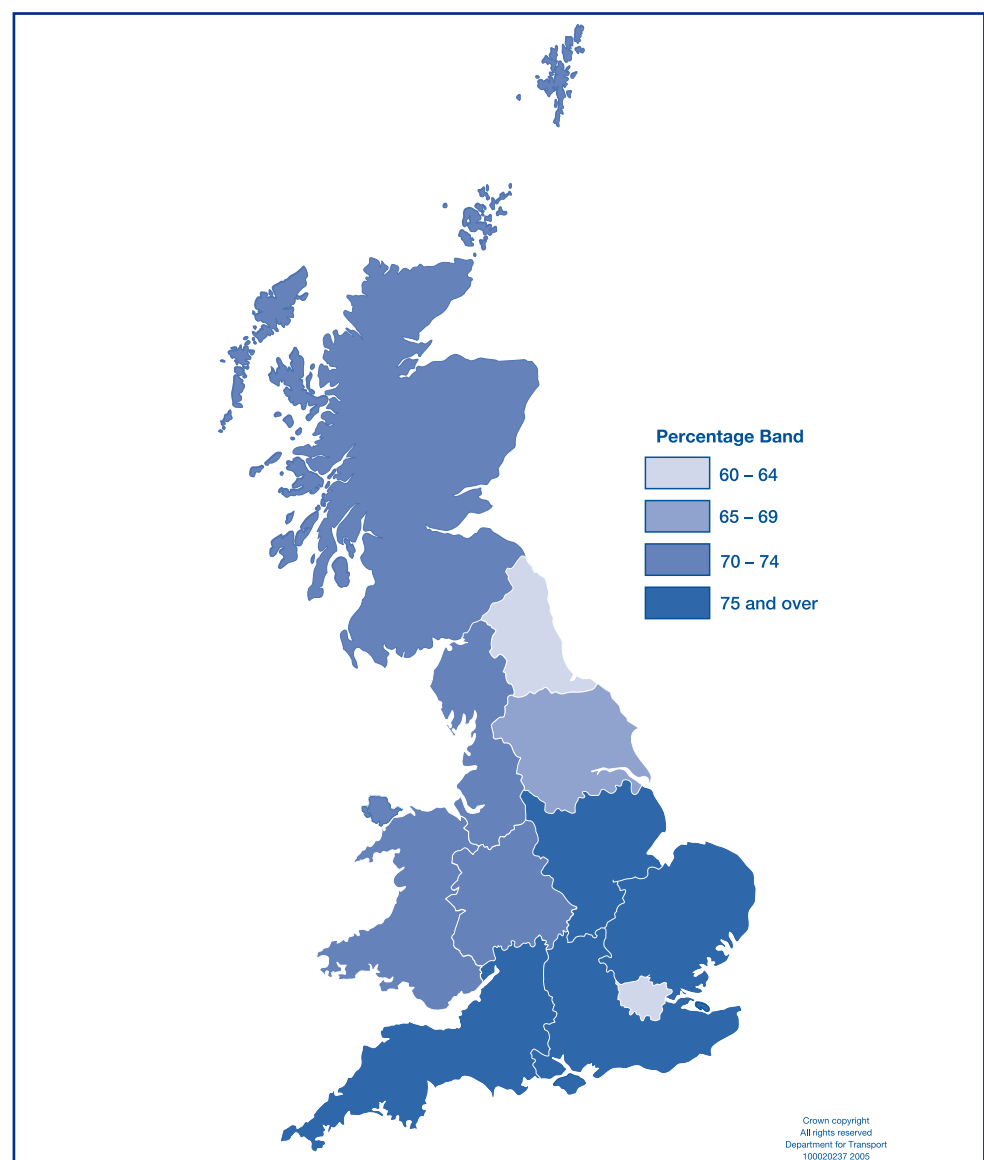 Percentage Band
60 – 64
65 – 69
70 – 74
75 and over
Crown copyright
All rights reserved
Department for Transport
100020237 2005